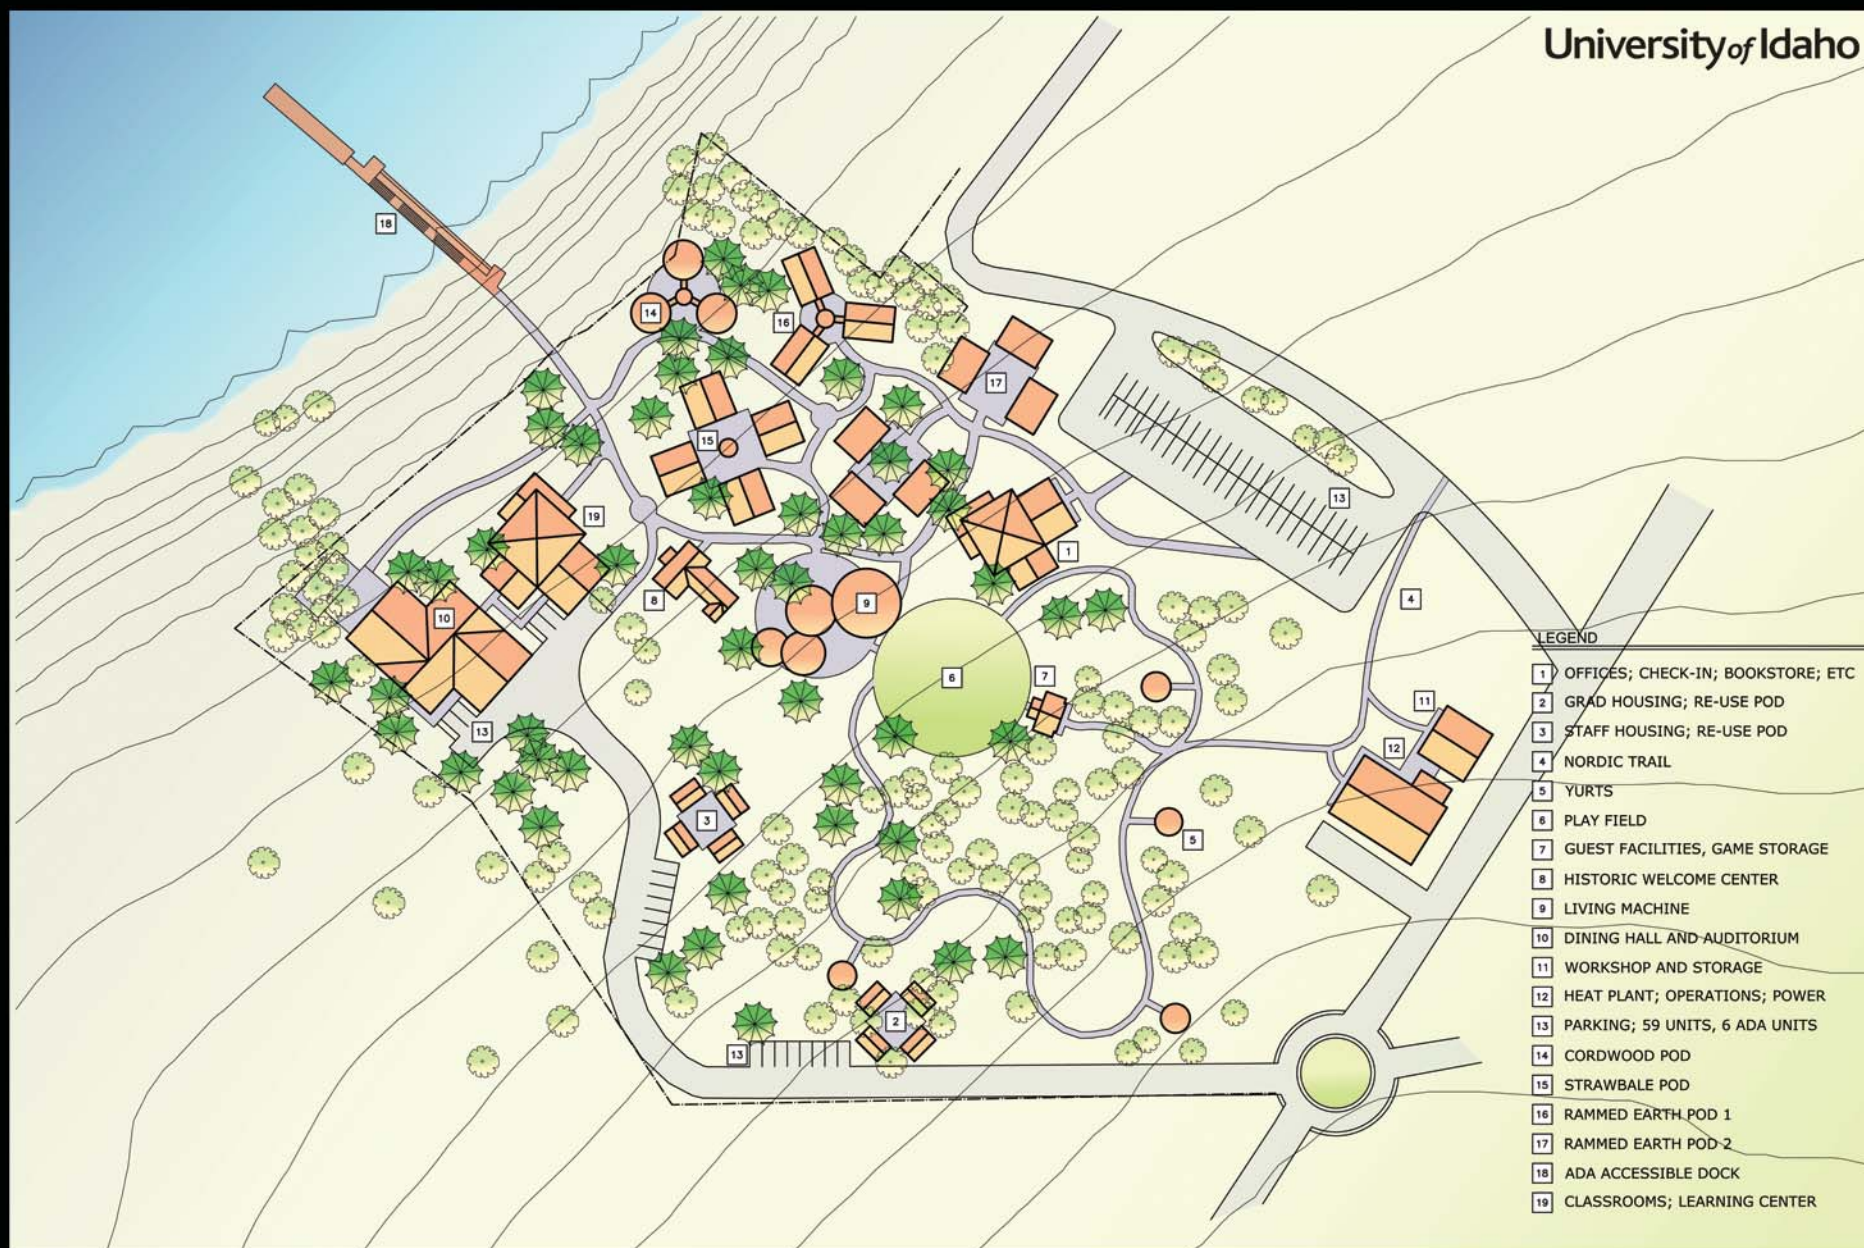 University of Idaho
18
14
16
17
15
13
19
1
8
9
10
4
6
7
11
13
12
3
5
2
13
LEGEND
1 OFFICES; CHECK-IN; BOOKSTORE; ETC
2 GRAD HOUSING; RE-USE POD
3 STAFF HOUSING; RE-USE POD
4 NORDIC TRAIL
5 YURTS
6 PLAY FIELD
7 GUEST FACILITIES, GAME STORAGE
8 HISTORIC WELCOME CENTER
9 LIVING MACHINE
10 DINING HALL AND AUDITORIUM
11 WORKSHOP AND STORAGE
12 HEAT PLANT; OPERATIONS; POWER
13 PARKING; 59 UNITS, 6 ADA UNITS
14 CORDWOOD POD
15 STRAWBALE POD
16 RAMMED EARTH POD 1
17 RAMMED EARTH POD 2
18 ADA ACCESSIBLE DOCK
19 CLASSROOMS; LEARNING CENTER